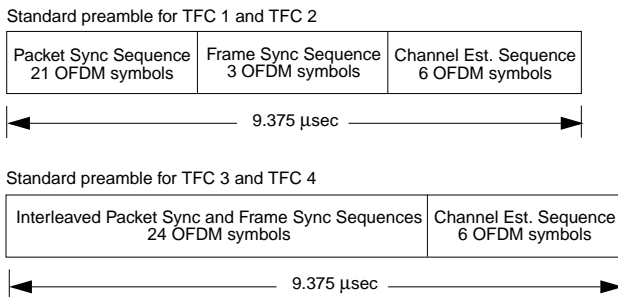 Standard preamble for TFC 1 and TFC 2
Packet Sync Sequence
21 OFDM symbols
Frame Sync Sequence
3 OFDM symbols
Channel Est. Sequence
6 OFDM symbols
9.375 μsec
Standard preamble for TFC 3 and TFC 4
Interleaved Packet Sync and Frame Sync Sequences
24 OFDM symbols
Channel Est. Sequence
6 OFDM symbols
9.375 μsec